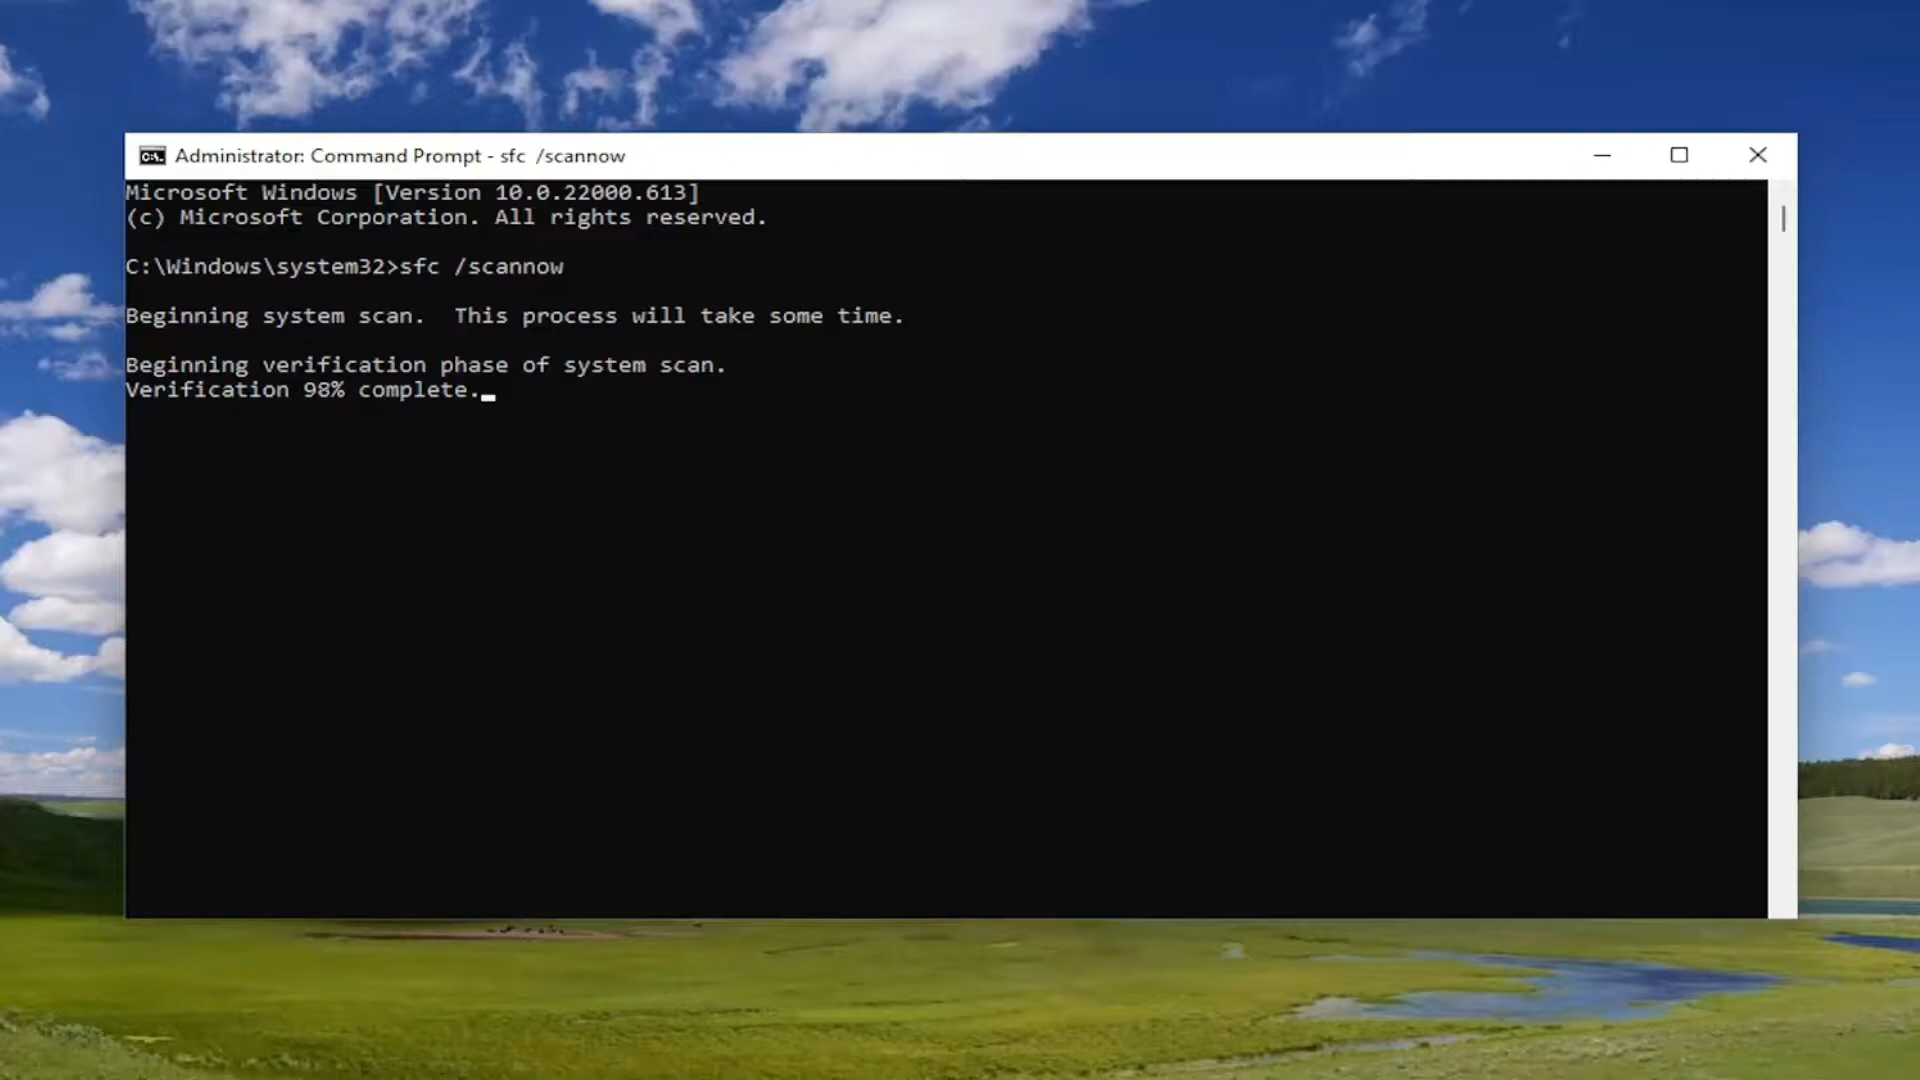 Administrator: Command Prompt - sfc  /scannow
Microsoft Windows [Version 10.0.22000.613]
(c) Microsoft Corporation. All rights reserved.
C:\Windows\system32>sfc /scannow
Beginning system scan.  This process will take some time.
Beginning verification phase of system scan.
Verification 98% complete.